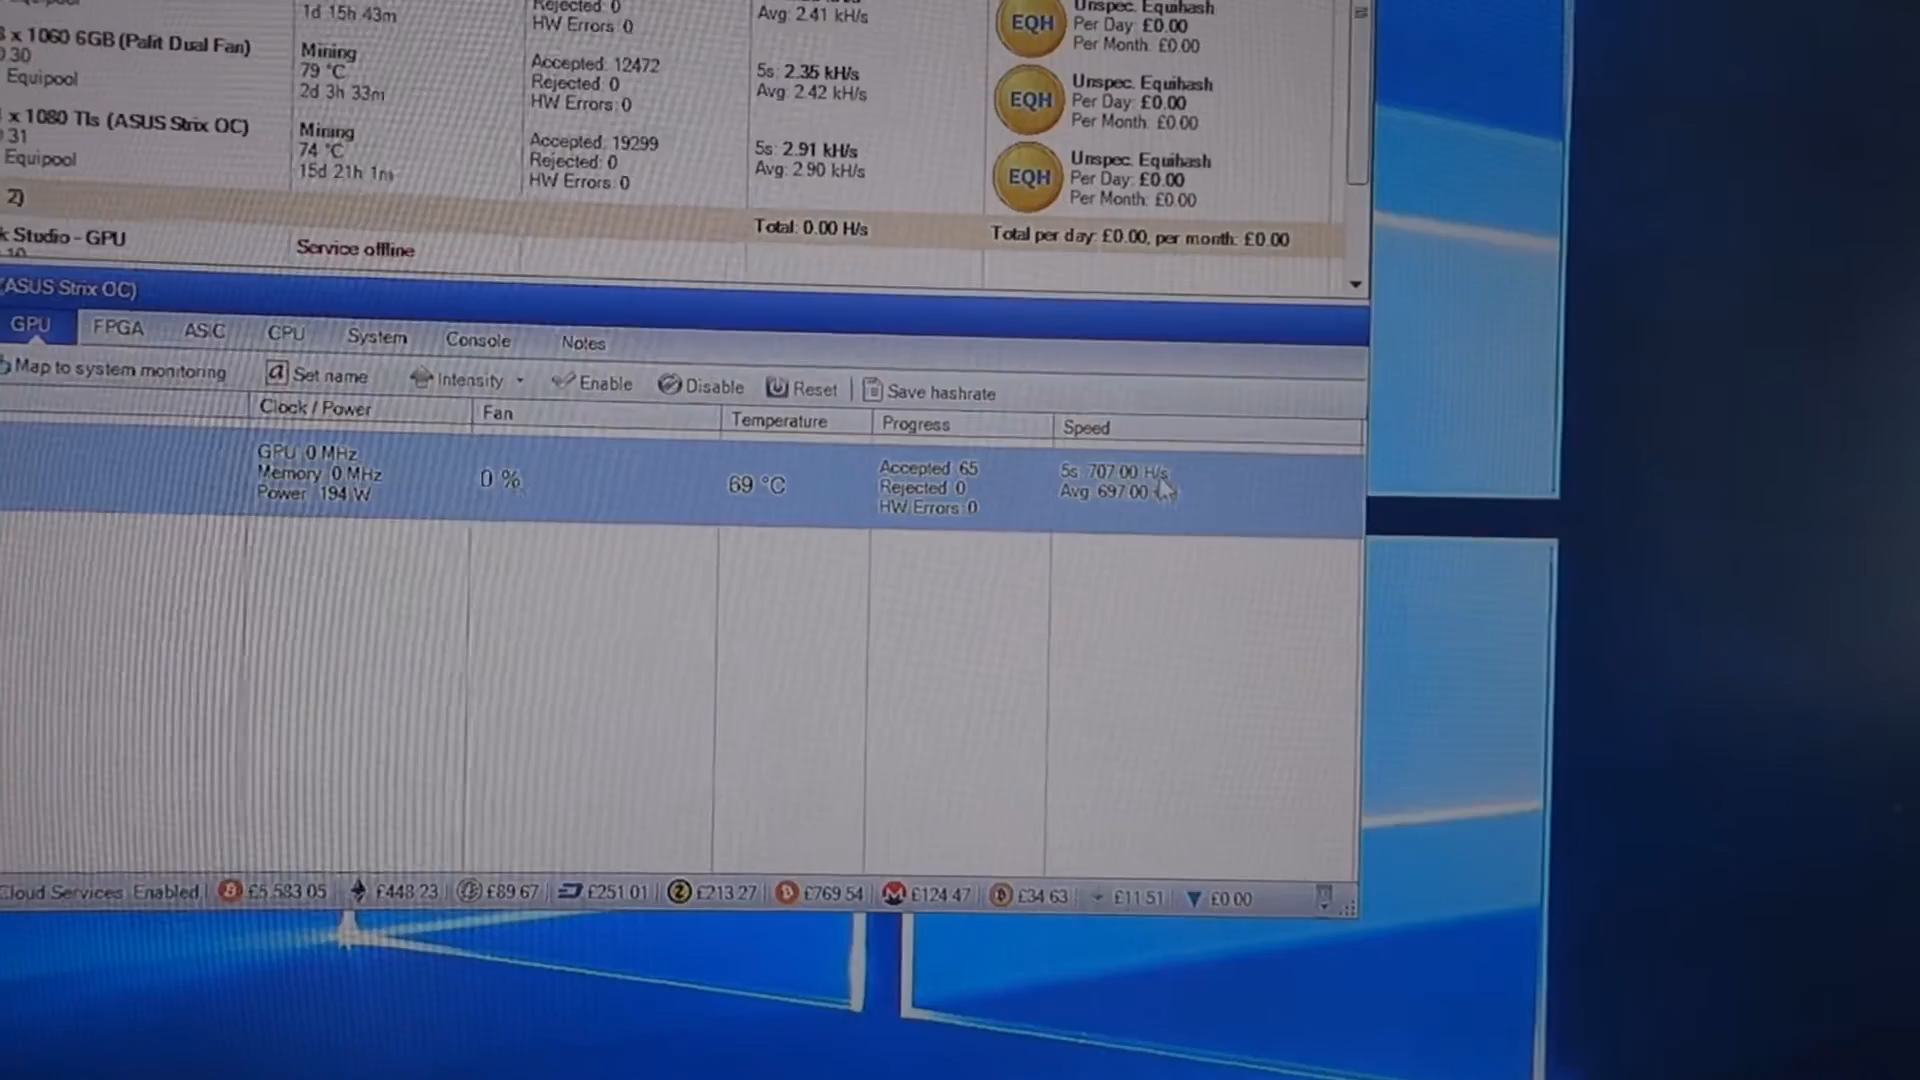 1d 15h 43m
Rejected: 0
HW Errors: 0
Avg: 2.41 kH/s
EQH
Unspec. Equihash
Per Day: £0.00
Per Month: £0.00
x 1060 6GB (Palit Dual Fan)
Equipool
Mining
79 °C
2d 3h 33m
Accepted: 12472
Rejected: 0
HW Errors: 0
5s: 2.35 kH/s
Avg: 2.42 kH/s
EQH
Unspec. Equihash
Per Day: £0.00
Per Month: £0.00
x 1080 TIs (ASUS Strix OC)
Equipool
Mining
74 °C
15d 21h 1m
Accepted: 19299
Rejected: 0
HW Errors: 0
5s: 2.91 kH/s
Avg: 2.90 kH/s
EQH
Unspec. Equihash
Per Day: £0.00
Per Month: £0.00
2)
Total: 0.00 H/s
Total per day: £0.00, per month: £0.00
k Studio - GPU
Service offline
(ASUS Strix OC)
GPU FPGA ASIC CPU System Console Notes
Map to system monitoring Set name Intensity Enable Disable Reset Save hashrate
Clock / Power Fan Temperature Progress Speed
GPU 0 MHz
Memory 0 MHz
Power 194 W
0 %
69 °C
Accepted 65
Rejected 0
HW Errors 0
5s 707.00 H/s
Avg 697.00
Cloud Services Enabled £5,583.05 £448.23 £89.67 £251.01 £213.27 £769.54 £124.47 £34.63 £11.51 £0.00